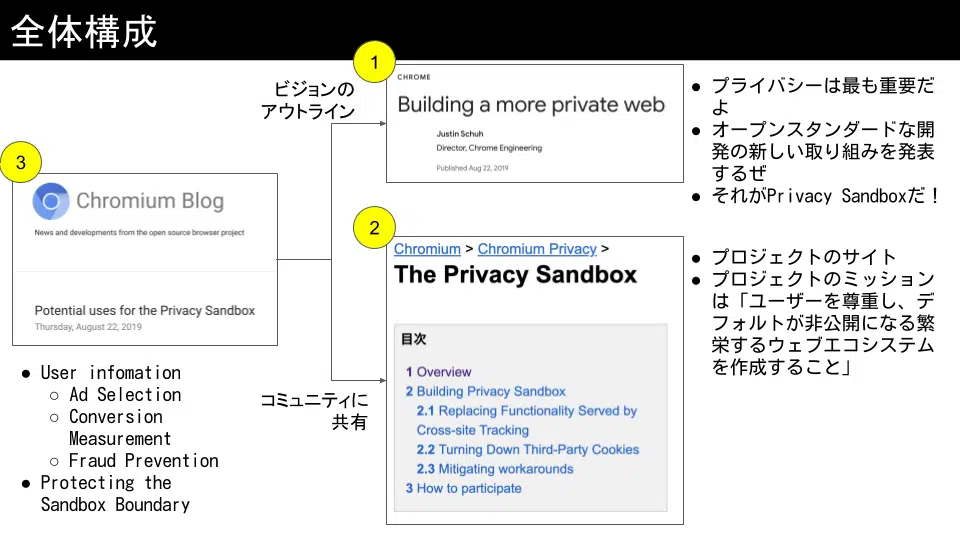 全体構成
1
ビジョンの
アウトライン
CHROME
Building a more private web
Justin Schuh
Director, Chrome Engineering
Published Aug 22, 2019
● プライバシーは最も重要だ
よ
● オープンスタンダードな開
発の新しい取り組みを発表
するぜ
● それがPrivacy Sandboxだ！
3
Chromium Blog
News and developments from the open source browser project
Potential uses for the Privacy Sandbox
Thursday, August 22, 2019
● User infomation
○ Ad Selection
○ Conversion
Measurement
○ Fraud Prevention
● Protecting the
Sandbox Boundary
2
コミュニティに
共有
Chromium > Chromium Privacy >
The Privacy Sandbox
目次
1 Overview
2 Building Privacy Sandbox
2.1 Replacing Functionality Served by
Cross-site Tracking
2.2 Turning Down Third-Party Cookies
2.3 Mitigating workarounds
3 How to participate
● プロジェクトのサイト
● プロジェクトのミッション
は「ユーザーを尊重し、デ
フォルトが非公開になる繁
栄するウェブエコシステム
を作成すること」